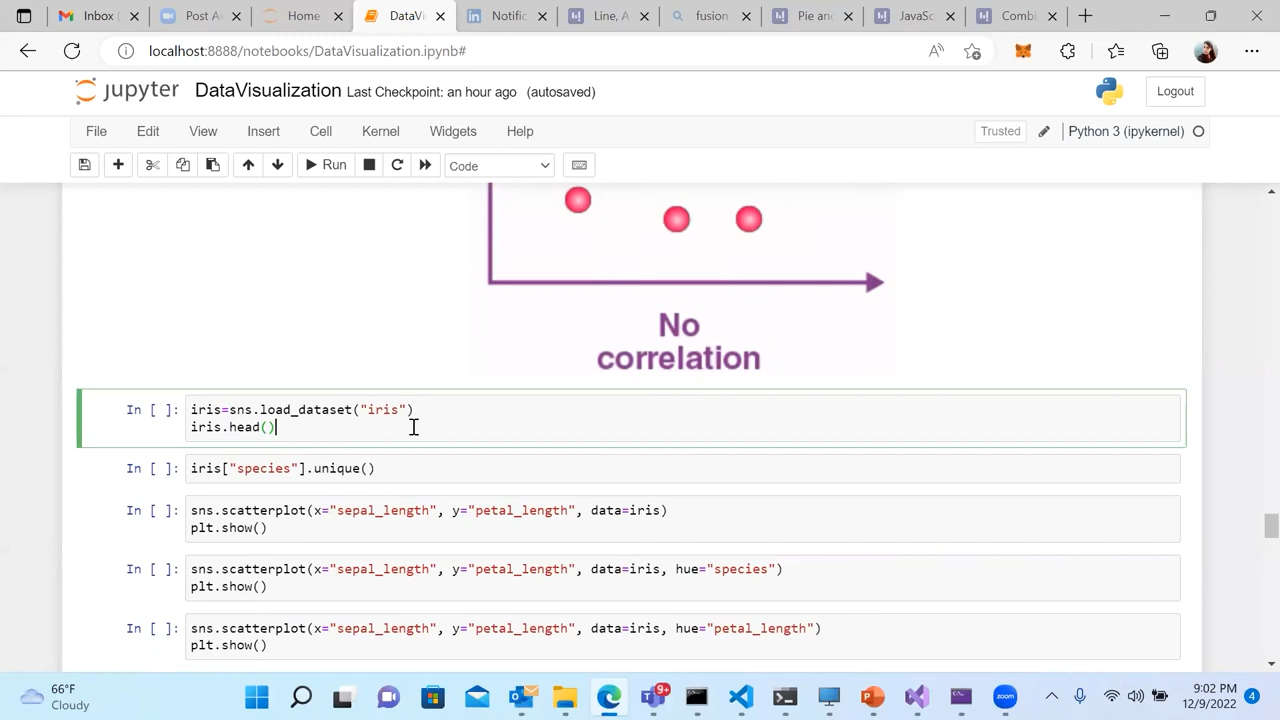 Inbox
Post A
Home
DataVi
Notific
Line, A
fusion
Pie and
JavaSc
Combi
localhost:8888/notebooks/DataVisualization.ipynb#
jupyter DataVisualization Last Checkpoint: an hour ago (autosaved) Logout
File Edit View Insert Cell Kernel Widgets Help Trusted Python 3 (ipykernel)
Run Code
No
correlation
In [ ]: iris=sns.load_dataset("iris")
iris.head()
In [ ]: iris["species"].unique()
In [ ]: sns.scatterplot(x="sepal_length", y="petal_length", data=iris)
plt.show()
In [ ]: sns.scatterplot(x="sepal_length", y="petal_length", data=iris, hue="species")
plt.show()
In [ ]: sns.scatterplot(x="sepal_length", y="petal_length", data=iris, hue="petal_length")
plt.show()
66°F
Cloudy
9+
zoom
9:02 PM
12/9/2022
4